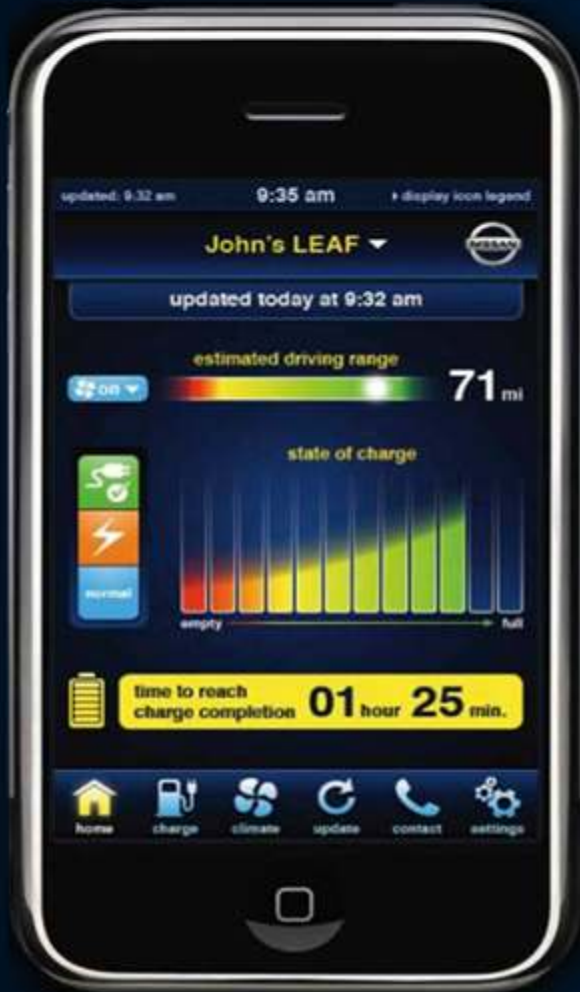 updated: 9:32 am 9:35 am display icon legend
John's LEAF NISSAN
updated today at 9:32 am
estimated driving range
on 71 mi
state of charge
normal
empty full
time to reach
charge completion 01 hour 25 min.
home charge climate update contact settings